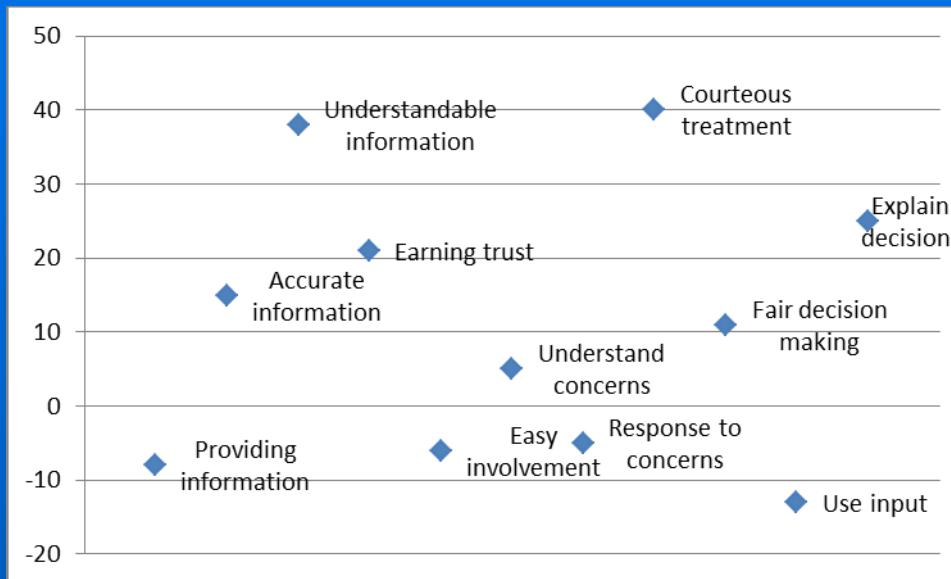 50
40
30
20
10
0
-10
-20
Understandable
information
Courteous
treatment
Explain
decision
Earning trust
Accurate
information
Fair decision
making
Understand
concerns
Providing
information
Easy
involvement
Response to
concerns
Use input